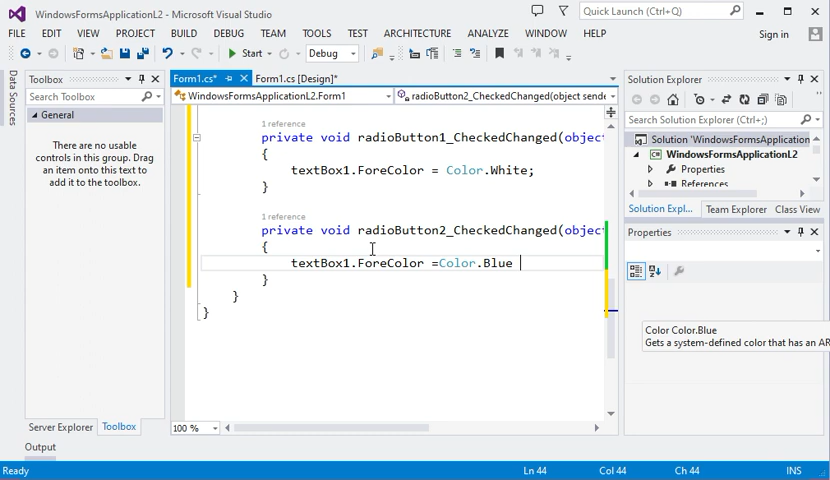 WindowsFormsApplicationL2 - Microsoft Visual Studio
Quick Launch (Ctrl+Q)
FILE EDIT VIEW PROJECT BUILD DEBUG TEAM TOOLS TEST ARCHITECTURE ANALYZE WINDOW HELP Sign in
Start Debug
Data Sources
Toolbox
Search Toolbox
General
There are no usable
controls in this group. Drag
an item onto this text to
add it to the toolbox.
Server Explorer Toolbox
Form1.cs* Form1.cs [Design]*
WindowsFormsApplicationL2.Form1 radioButton2_CheckedChanged(object sende
1 reference
private void radioButton1_CheckedChanged(object
{
textBox1.ForeColor = Color.White;
}
1 reference
private void radioButton2_CheckedChanged(object
{
textBox1.ForeColor =Color.Blue
}
}
}
100 %
Solution Explorer
Search Solution Explorer (Ctrl+;)
Solution 'WindowsFormsApplication
C# WindowsFormsApplicationL2
Properties
References
Solution Expl... Team Explorer Class View
Properties
Color Color.Blue
Gets a system-defined color that has an AR
Output
Ready Ln 44 Col 44 Ch 44 INS